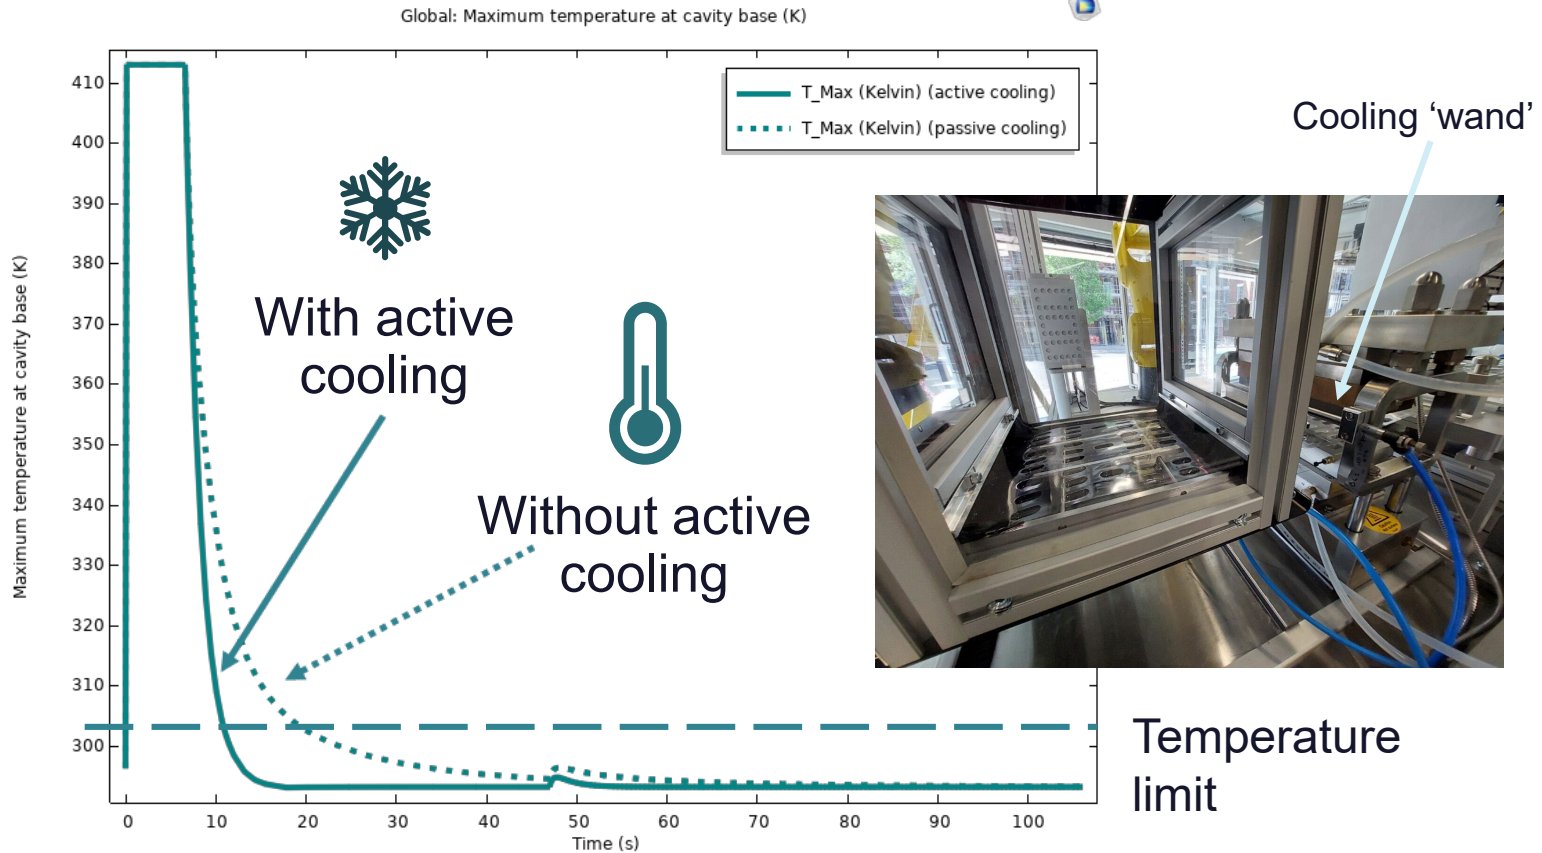 Global: Maximum temperature at cavity base (K)
T_Max (Kelvin) (active cooling)
T_Max (Kelvin) (passive cooling)
Cooling ‘wand’
With active
cooling
Without active
cooling
Temperature
limit
Maximum temperature at cavity base (K)
410
400
390
380
370
360
350
340
330
320
310
300
0 10 20 30 40 50 60 70 80 90 100
Time (s)